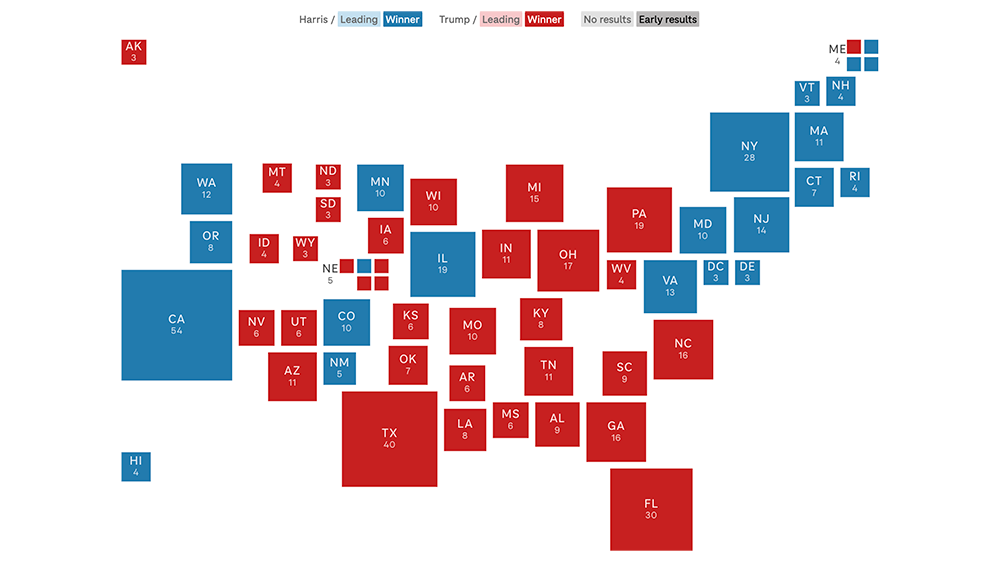 Harris / Leading Winner Trump / Leading Winner No results Early results
AK
3
ME
4
VT
3
NH
4
NY
28
MA
11
WA
12
MT
4
ND
3
MN
10
WI
10
MI
15
CT
7
RI
4
SD
3
PA
19
MD
10
NJ
14
OR
8
ID
4
WY
3
IA
6
IL
19
IN
11
OH
17
NE
5
WV
4
VA
13
DC
3
DE
3
CA
54
NV
6
UT
6
CO
10
KS
6
MO
10
KY
8
NC
16
AZ
11
NM
5
OK
7
AR
6
TN
11
SC
9
TX
40
LA
8
MS
6
AL
9
GA
16
HI
4
FL
30